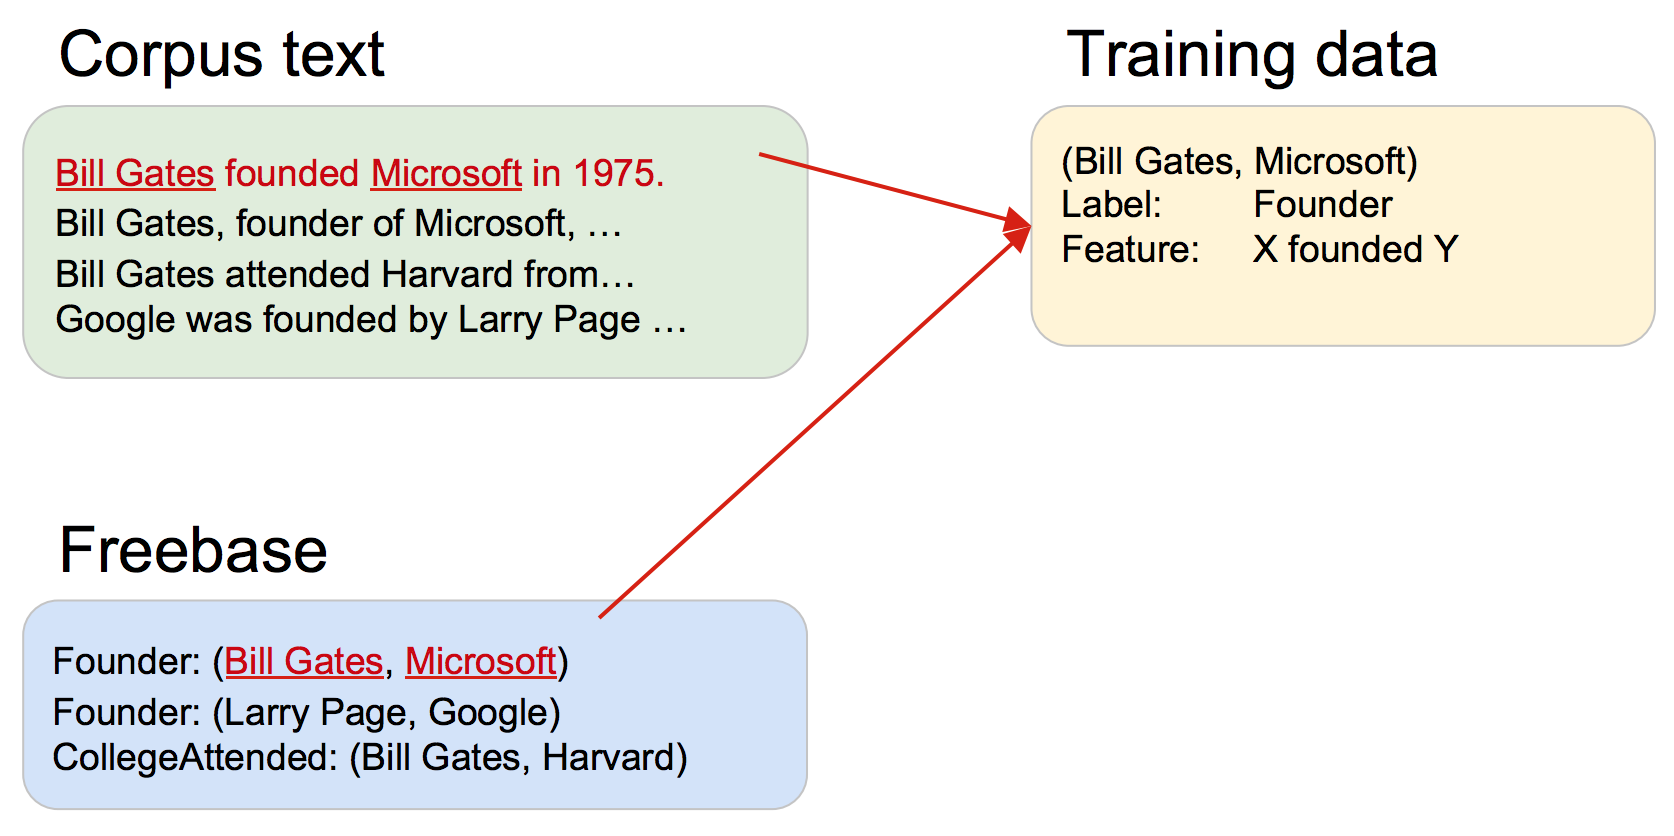 Corpus text
Bill Gates founded Microsoft in 1975.
Bill Gates, founder of Microsoft, …
Bill Gates attended Harvard from…
Google was founded by Larry Page …
Training data
(Bill Gates, Microsoft)
Label: Founder
Feature: X founded Y
Freebase
Founder: (Bill Gates, Microsoft)
Founder: (Larry Page, Google)
CollegeAttended: (Bill Gates, Harvard)